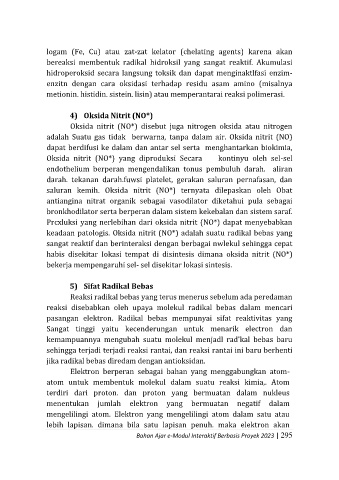 logam (Fe, Cu) atau zat-zat kelator (chelating agents) karena akan
bereaksi membentuk radikal hidroksil yang sangat reaktif. Akumulasi
hidroperoksid secara langsung toksik dan dapat menginaktlfasi enzim-
enzitn dengan cara oksidasi terhadap residu asam amino (misalnya
metionin. histidin. sistein. lisin) atau memperantarai reaksi polimerasi.
4) Oksida Nitrit (NO*)
Oksida nitrit (NO*) disebut juga nitrogen oksida atau nitrogen
adalah Suatu gas tidak berwarna, tanpa dalam air. Oksida nitrit (NO)
dapat berdifusi ke dalam dan antar sel serta menghantarkan biokimia,
Oksida nitrit (NO*) yang diproduksi Secara kontinyu oleh sel-sel
endothelium berperan mengendalikan tonus pembuluh darah. aliran
darah. tekanan darah.fuwsi platelet, gerakan saluran pernafasan, dan
saluran kemih. Oksida nitrit (NO*) ternyata dilepaskan oleh Obat
antiangina nitrat organik sebagai vasodilator diketahui pula sebagai
bronkhodilator serta berperan dalam sistem kekebalan dan sistem saraf.
Prcduksi yang nerlebihan dari oksida nitrit (NO*) dapat menyebabkan
keadaan patologis. Oksida nitrit (NO*) adalah suatu radikal bebas yang
sangat reaktif dan berinteraksi dengan berbagai nwlekul sehingga cepat
habis disekitar lokasi tempat di disintesis dimana oksida nitrit (NO*)
bekerja mempengaruhi sel- sel disekitar lokasi sintesis.
5) Sifat Radikal Bebas
Reaksi radikal bebas yang terus menerus sebelum ada peredaman
reaksi disebabkan oleh upaya molekul radikal bebas dalam mencari
pasangan elektron. Radikal bebas mempunyai sifat reaktivitas yang
Sangat tinggi yaitu kecenderungan untuk menarik electron dan
kemampuannya mengubah suatu molekul menjadl rad'kal bebas baru
sehingga terjadi terjadi reaksi rantai, dan reaksi rantai ini baru berhenti
jika radikal bebas diredam dengan antioksidan.
Elektron berperan sebagai bahan yang menggabungkan atom-
atom untuk membentuk molekul dalam suatu reaksi kimia,. Atom
terdiri dari proton. dan proton yang bermuatan dalam nukleus
menentukan jumlah elektron yang bermuatan negatif dalam
mengelilingi atom. Elektron yang mengelilingi atom dalam satu atau
lebih lapisan. dimana bila satu lapisan penuh. maka elektron akan
Bahan Ajar e-Modul Interaktif Berbasis Proyek 2023 | 295